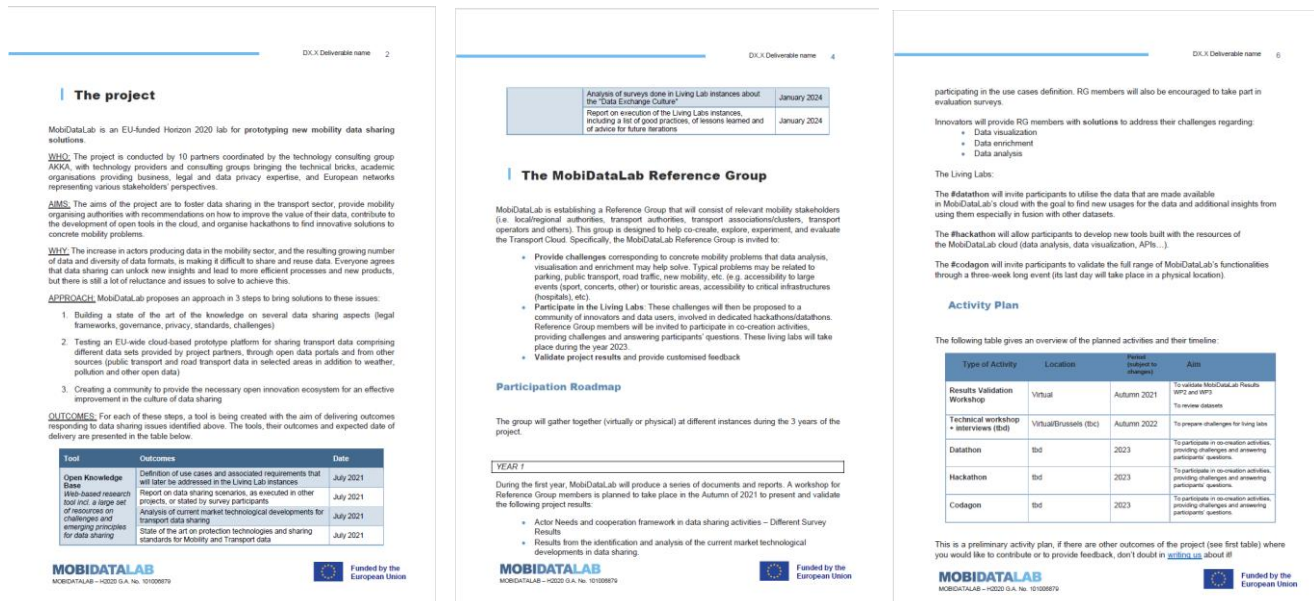 DX.X Deliverable name 2
The project
MobiDataLab is an EU-funded Horizon 2020 lab for prototyping new mobility data sharing
solutions.
WHO: The project is conducted by 10 partners coordinated by the technology consulting group
AKKA, with technology providers and consulting groups bringing the technical bricks, academic
organisations providing business, legal and data privacy expertise, and European networks
representing various stakeholders' perspectives.
AIMS: The aims of the project are to foster data sharing in the transport sector, provide mobility
organising authorities with recommendations on how to improve the value of their data, contribute to
the development of open tools in the cloud, and organise hackathons to find innovative solutions to
concrete mobility problems.
WHY: The increase in actors producing data in the mobility sector, and the resulting growing number
of data and diversity of data formats, is making it difficult to share and reuse data. Everyone agrees
that data sharing can unlock new insights and lead to more efficient processes and new products,
but there is still a lot of reluctance and issues to solve to achieve this.
APPROACH: MobiDataLab proposes an approach in 3 steps to bring solutions to these issues:
1. Building a state of the art of the knowledge on several data sharing aspects (legal
frameworks, governance, privacy, standards, challenges)
2. Testing an EU-wide cloud-based prototype platform for sharing transport data comprising
different data sets provided by project partners, through open data portals and from other
sources (public transport and road transport data in selected areas in addition to weather,
pollution and other open data)
3. Creating a community to provide the necessary open innovation ecosystem for an effective
improvement in the culture of data sharing
OUTCOMES: For each of these steps, a tool is being created with the aim of delivering outcomes
responding to data sharing issues identified above. The tools, their outcomes and expected date of
delivery are presented in the table below.
Tool Outcomes Date
Open Knowledge
Base
Web-based research
tool incl. a large set
of resources on
challenges and
emerging principles
for data sharing
Definition of use cases and associated requirements that
will later be addressed in the Living Lab instances
July 2021
Report on data sharing scenarios, as executed in other
projects, or stated by survey participants
July 2021
Analysis of current market technological developments for
transport data sharing
July 2021
State of the art on protection technologies and sharing
standards for Mobility and Transport data
July 2021
MOBIDATALAB
MOBIDATALAB – H2020 G.A. No. 101006879
Funded by the
European Union
DX.X Deliverable name 4
Analysis of surveys done in Living Lab instances about
the "Data Exchange Culture"
January 2024
Report on execution of the Living Labs instances,
including a list of good practices, of lessons learned and
of advice for future iterations
January 2024
The MobiDataLab Reference Group
MobiDataLab is establishing a Reference Group that will consist of relevant mobility stakeholders
(i.e. local/regional authorities, transport authorities, transport associations/clusters, transport
operators and others). This group is designed to help co-create, explore, experiment, and evaluate
the Transport Cloud. Specifically, the MobiDataLab Reference Group is invited to:
• Provide challenges corresponding to concrete mobility problems that data analysis,
visualisation and enrichment may help solve. Typical problems may be related to
parking, public transport, road traffic, new mobility, etc. (e.g. accessibility to large
events (sport, concerts, other) or touristic areas, accessibility to critical infrastructures
(hospitals), etc).
• Participate in the Living Labs: These challenges will then be proposed to a
community of innovators and data users, involved in dedicated hackathons/datathons.
Reference Group members will be invited to participate in co-creation activities,
providing challenges and answering participants' questions. These living labs will take
place during the year 2023.
• Validate project results and provide customised feedback
Participation Roadmap
The group will gather together (virtually or physical) at different instances during the 3 years of the
project.
YEAR 1
During the first year, MobiDataLab will produce a series of documents and reports. A workshop for
Reference Group members is planned to take place in the Autumn of 2021 to present and validate
the following project results:
• Actor Needs and cooperation framework in data sharing activities – Different Survey
Results
• Results from the identification and analysis of the current market technological
developments in data sharing.
MOBIDATALAB
MOBIDATALAB – H2020 G.A. No. 101006879
Funded by the
European Union
DX.X Deliverable name 6
participating in the use cases definition. RG members will also be encouraged to take part in
evaluation surveys.
Innovators will provide RG members with solutions to address their challenges regarding:
• Data visualization
• Data enrichment
• Data analysis
The Living Labs:
The #datathon will invite participants to utilise the data that are made available
in MobiDataLab's cloud with the goal to find new usages for the data and additional insights from
using them especially in fusion with other datasets.
The #hackathon will allow participants to develop new tools built with the resources of
the MobiDataLab cloud (data analysis, data visualization, APIs…).
The #codagon will invite participants to validate the full range of MobiDataLab's functionalities
through a three-week long event (its last day will take place in a physical location).
Activity Plan
The following table gives an overview of the planned activities and their timeline:
Type of Activity Location Period (subject to changes) Aim
Results Validation
Workshop
Virtual
Autumn 2021
To validate MobiDataLab Results
WP2 and WP3
To review datasets
Technical workshop
+ interviews (tbd)
Virtual/Brussels (tbc)
Autumn 2022
To prepare challenges for living labs
Datathon
tbd
2023
To participate in co-creation activities,
providing challenges and answering
participants' questions.
Hackathon
tbd
2023
To participate in co-creation activities,
providing challenges and answering
participants' questions.
Codagon
tbd
2023
To participate in co-creation activities,
providing challenges and answering
participants' questions.
This is a preliminary activity plan, if there are other outcomes of the project (see first table) where
you would like to contribute or to provide feedback, don't doubt in writing us about it!
MOBIDATALAB
MOBIDATALAB – H2020 G.A. No. 101006879
Funded by the
European Union